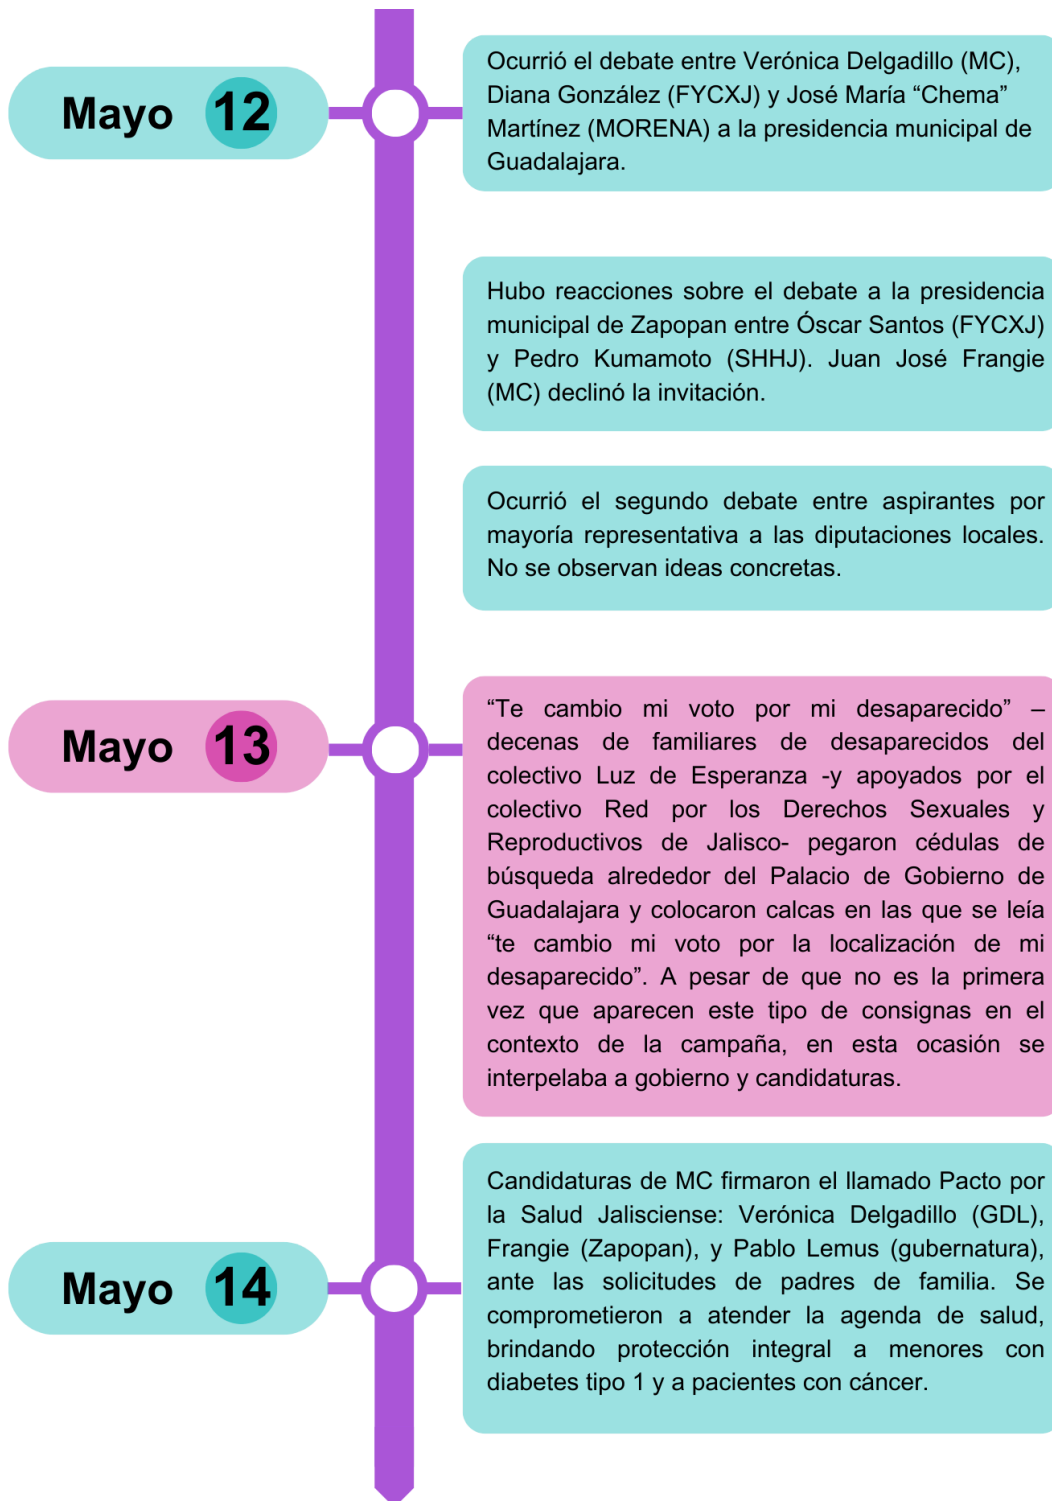 Mayo 12
Ocurrió el debate entre Verónica Delgadillo (MC),
Diana González (FYCXJ) y José María “Chema”
Martínez (MORENA) a la presidencia municipal de
Guadalajara.
Hubo reacciones sobre el debate a la presidencia
municipal de Zapopan entre Óscar Santos (FYCXJ)
y Pedro Kumamoto (SHHJ). Juan José Frangie
(MC) declinó la invitación.
Ocurrió el segundo debate entre aspirantes por
mayoría representativa a las diputaciones locales.
No se observan ideas concretas.
Mayo 13
“Te cambio mi voto por mi desaparecido” –
decenas de familiares de desaparecidos del
colectivo Luz de Esperanza -y apoyados por el
colectivo Red por los Derechos Sexuales y
Reproductivos de Jalisco- pegaron cédulas de
búsqueda alrededor del Palacio de Gobierno de
Guadalajara y colocaron calcas en las que se leía
“te cambio mi voto por la localización de mi
desaparecido”. A pesar de que no es la primera
vez que aparecen este tipo de consignas en el
contexto de la campaña, en esta ocasión se
interpelaba a gobierno y candidaturas.
Mayo 14
Candidaturas de MC firmaron el llamado Pacto por
la Salud Jalisciense: Verónica Delgadillo (GDL),
Frangie (Zapopan), y Pablo Lemus (gubernatura),
ante las solicitudes de padres de familia. Se
comprometieron a atender la agenda de salud,
brindando protección integral a menores con
diabetes tipo 1 y a pacientes con cáncer.